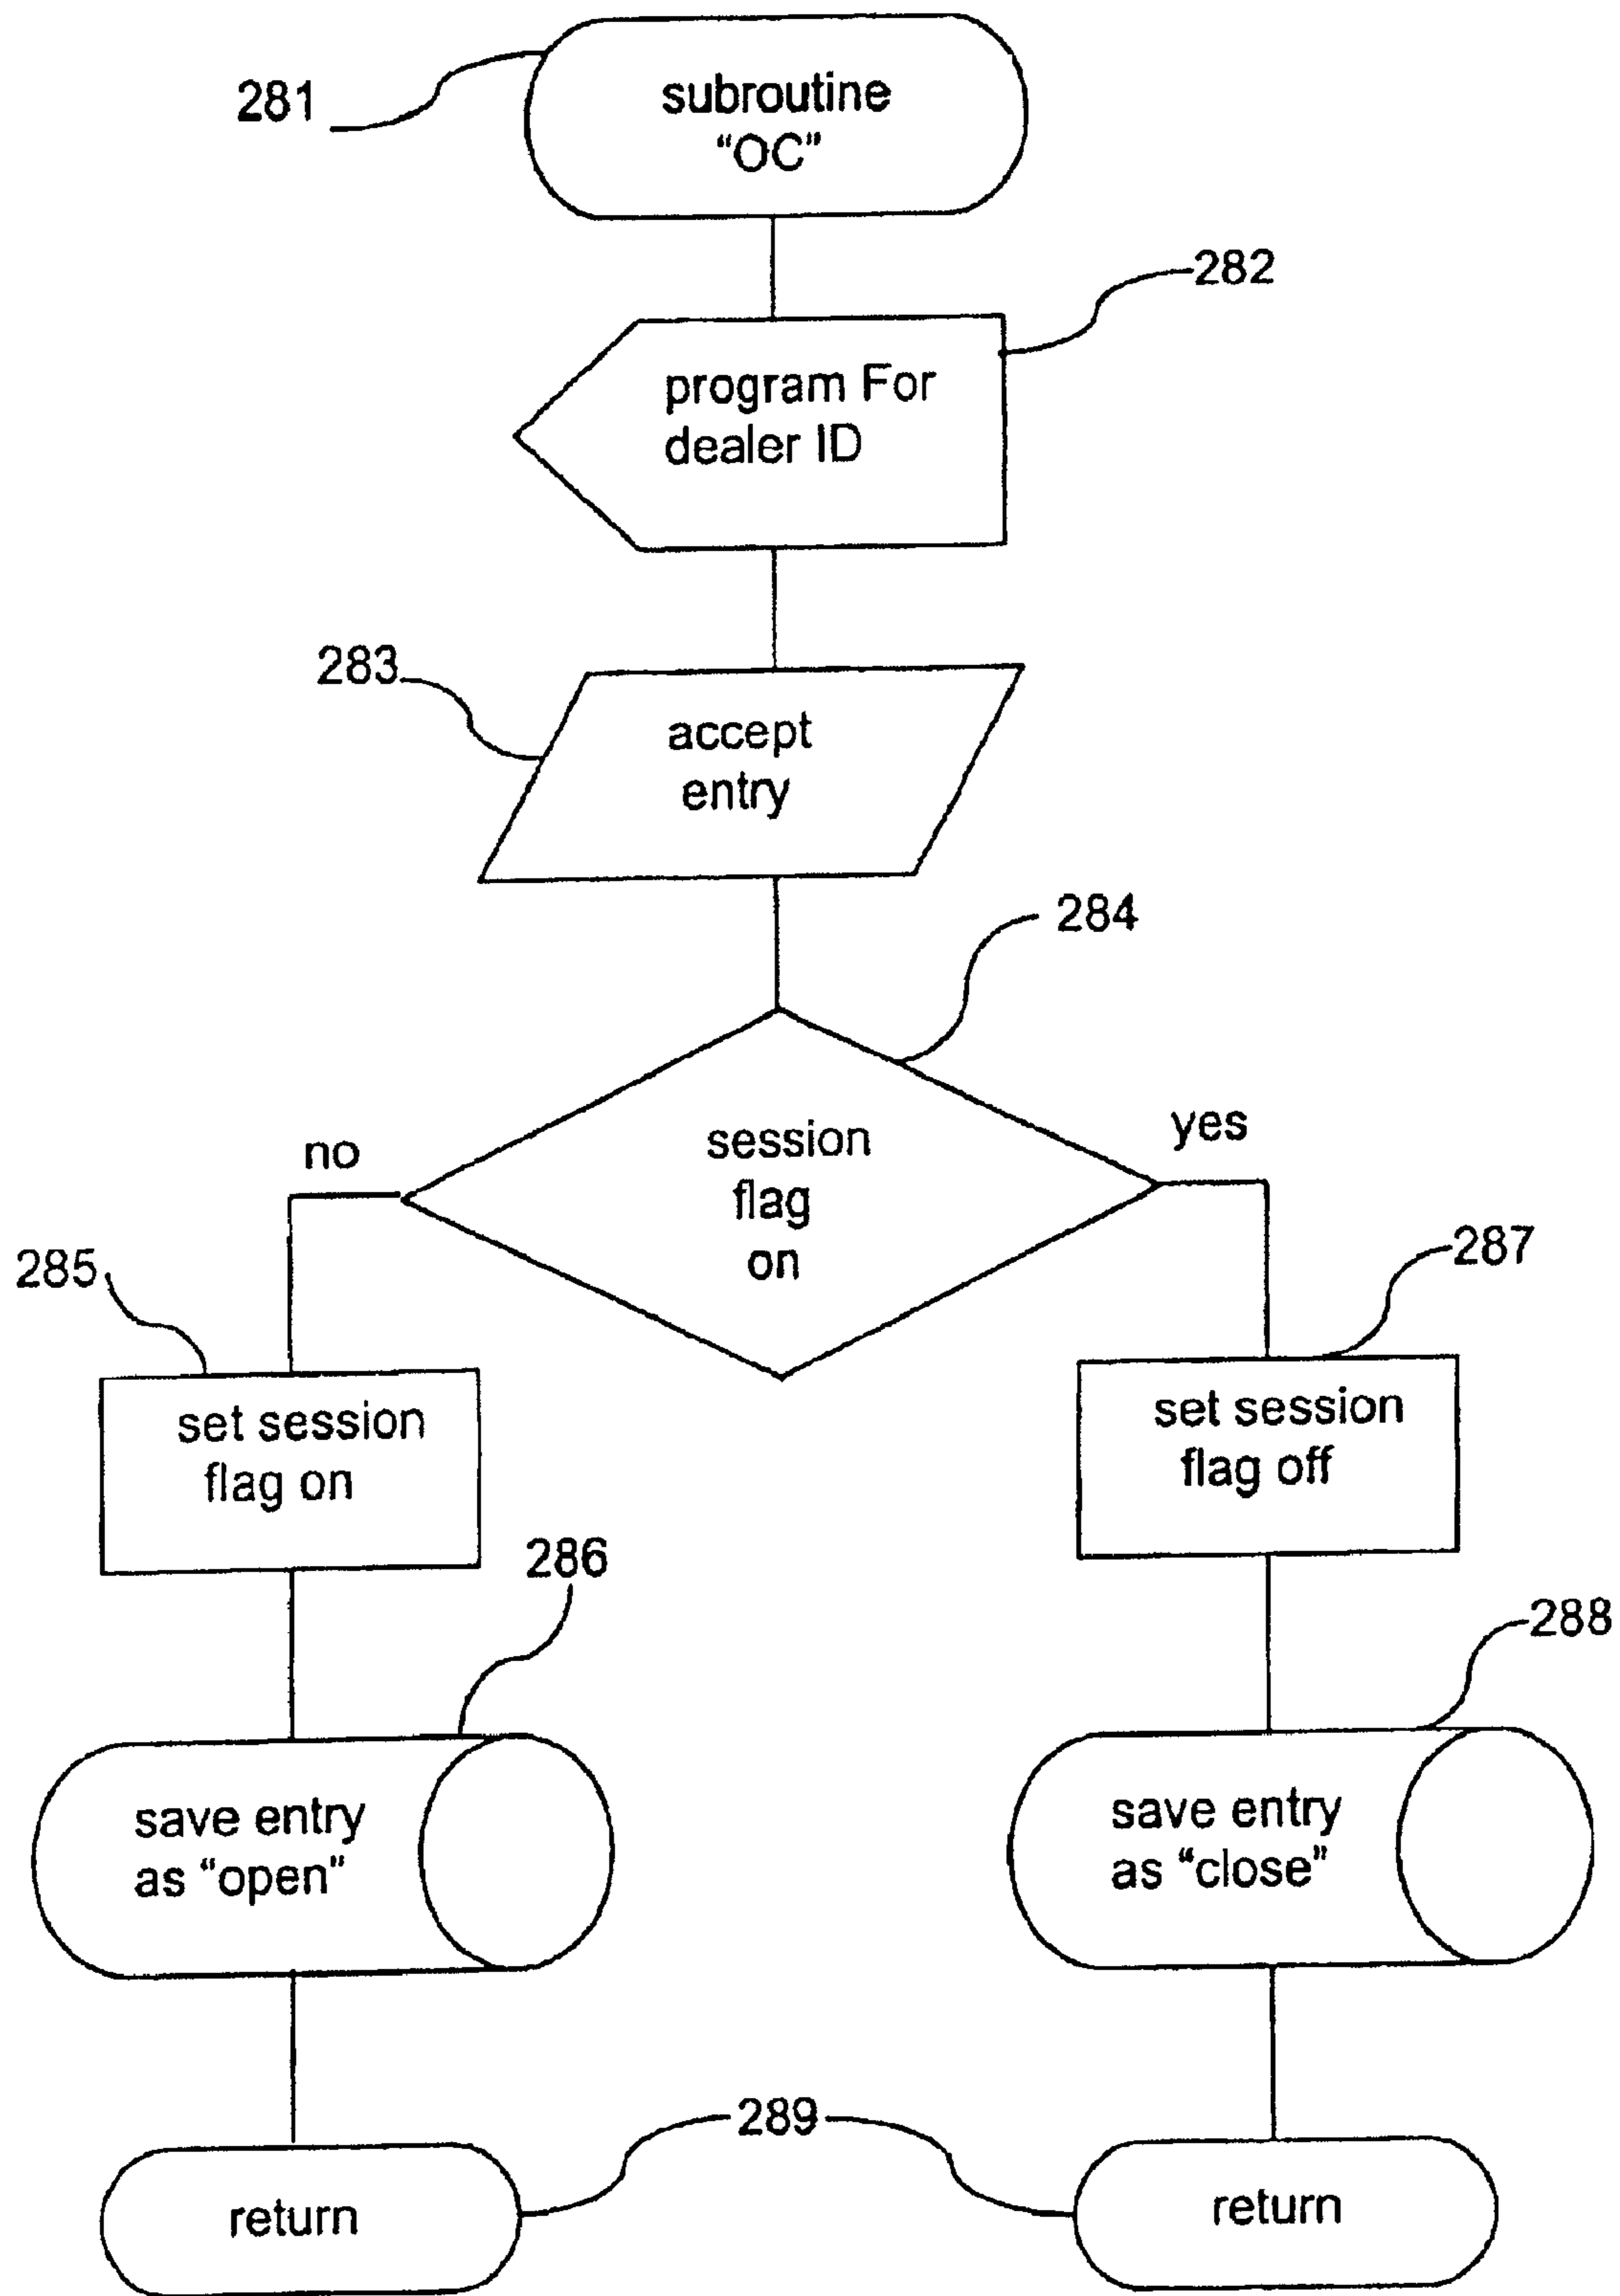 281
subroutine
“OC”
282
program For
dealer ID
283
accept
entry
284
no
session
flag
on
yes
285
set session
flag on
287
set session
flag off
286
save entry
as “open”
288
save entry
as “close”
289
return
return